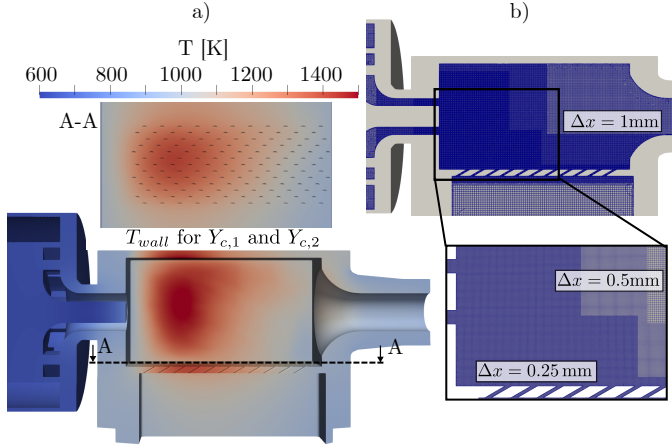 a)
T [K]
600 800 1000 1200 1400
A-A
T_wall for Y_c,1 and Y_c,2
A
A
b)
Δx = 1mm
Δx = 0.5mm
Δx = 0.25 mm